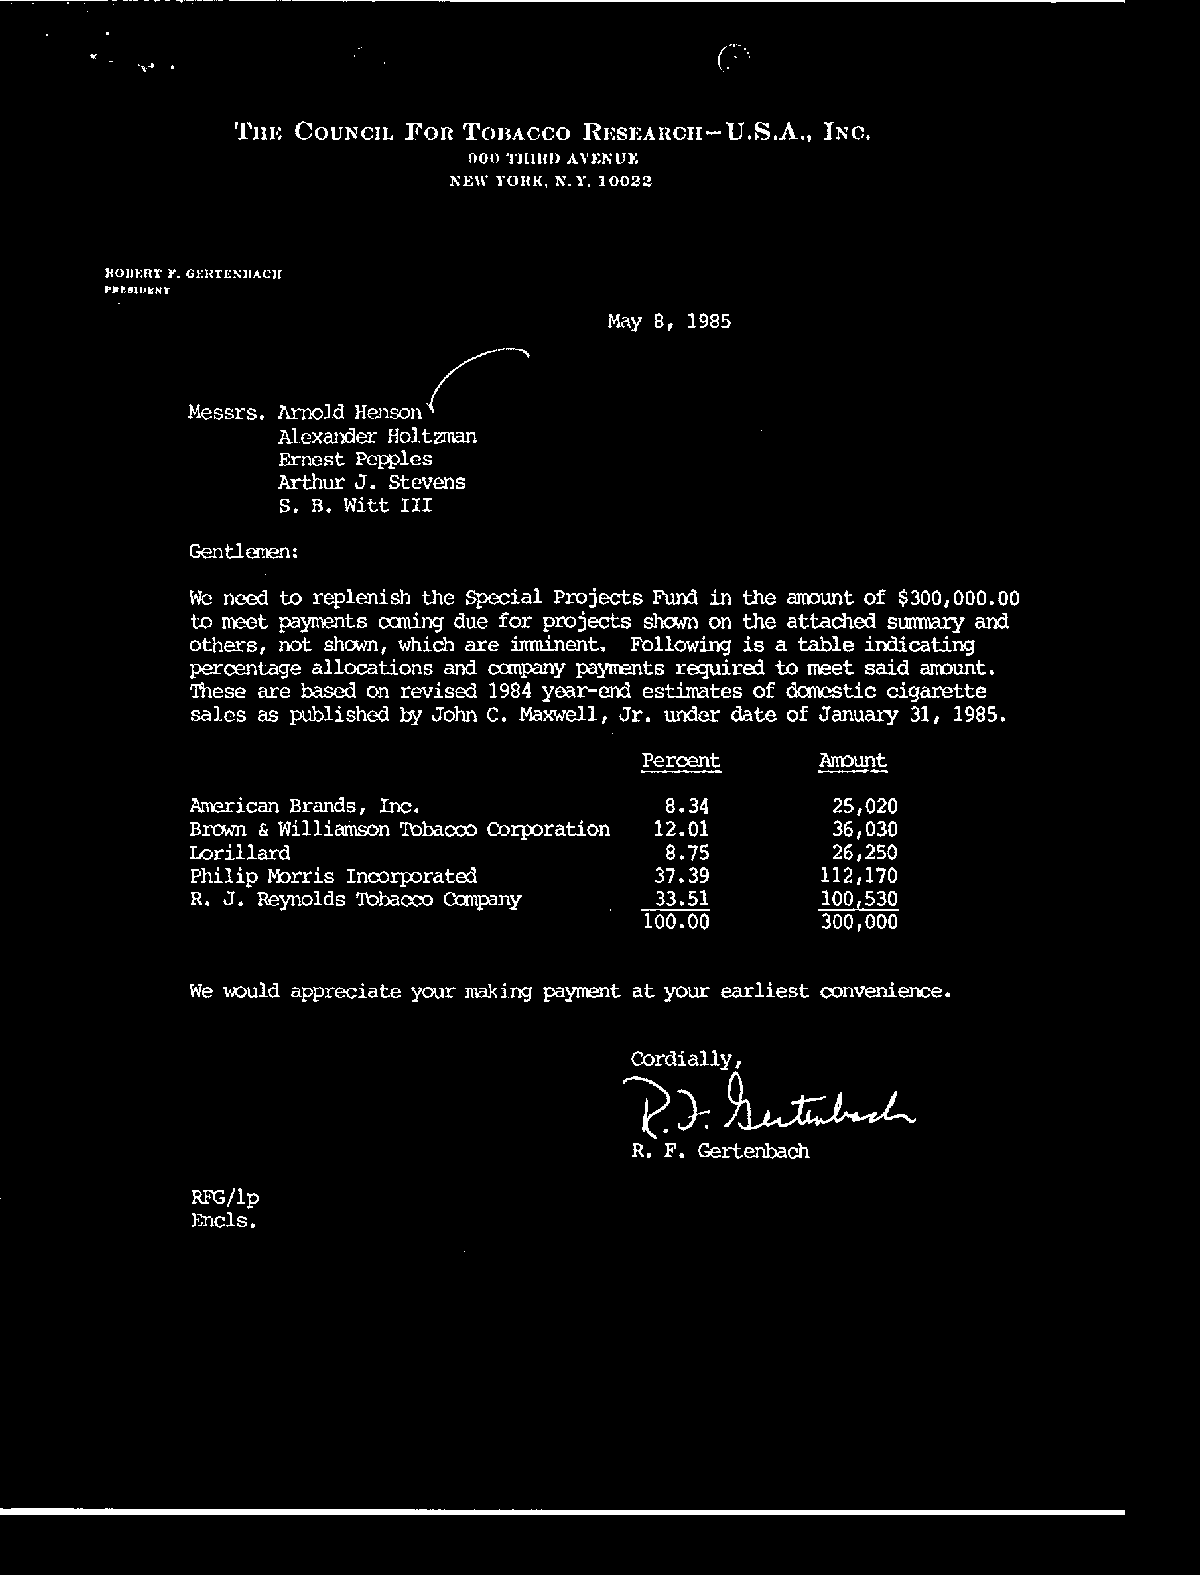 THE COUNCIL FOR TOBACCO RESEARCH—U.S.A., INC.
900 THIRD AVENUE
NEW YORK, N.Y. 10022
ROBERT F. GERTENBACH
PRESIDENT
May 8, 1985
Messrs. Arnold Henson
Alexander Holtzman
Ernest Pepples
Arthur J. Stevens
S. B. Witt III
Gentlemen:
We need to replenish the Special Projects Fund in the amount of $300,000.00
to meet payments coming due for projects shown on the attached summary and
others, not shown, which are imminent. Following is a table indicating
percentage allocations and company payments required to meet said amount.
These are based on revised 1984 year-end estimates of domestic cigarette
sales as published by John C. Maxwell, Jr. under date of January 31, 1985.
Percent Amount
American Brands, Inc. 8.34 25,020
Brown & Williamson Tobacco Corporation 12.01 36,030
Lorillard 8.75 26,250
Philip Morris Incorporated 37.39 112,170
R. J. Reynolds Tobacco Company 33.51 100,530
100.00 300,000
We would appreciate your making payment at your earliest convenience.
Cordially,
R. F. Gertenbach
R. F. Gertenbach
RFG/lp
Encls.